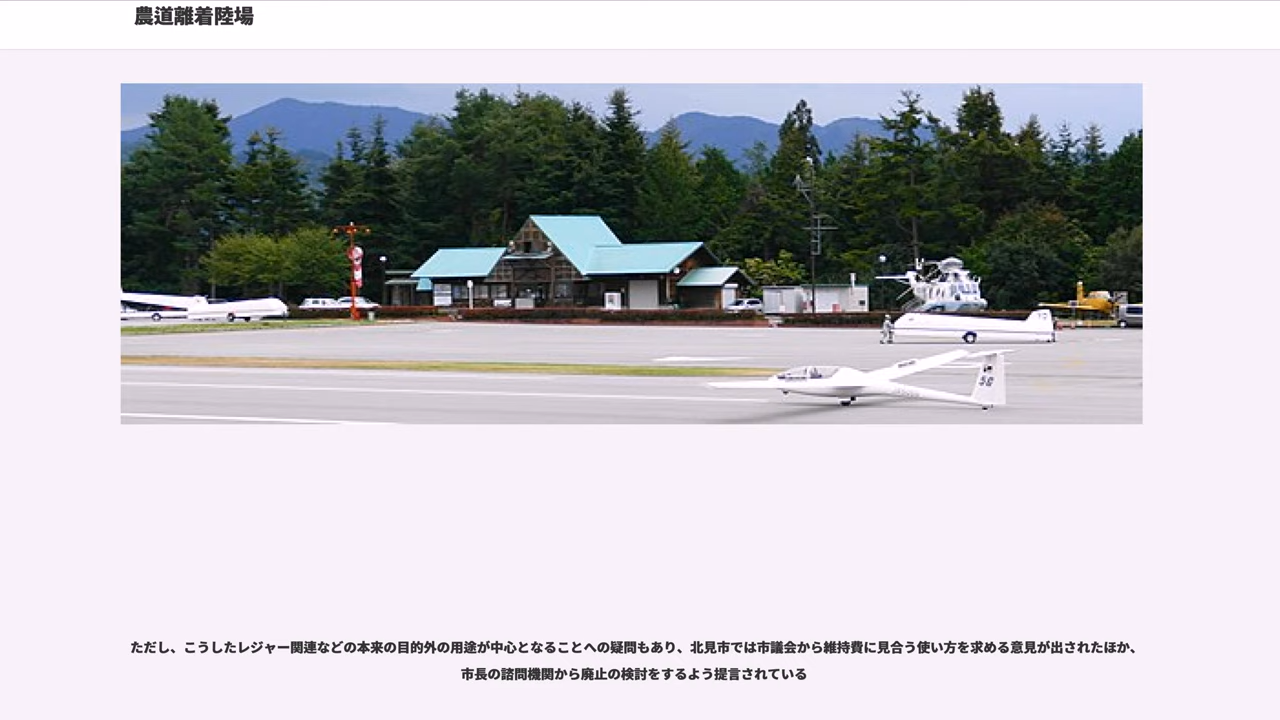 農道離着陸場
50
ただし、こうしたレジャー関連などの本来の目的外の用途が中心となることへの疑問もあり、北見市では市議会から維持費に見合う使い方を求める意見が出されたほか、
市長の諮問機関から廃止の検討をするよう提言されている